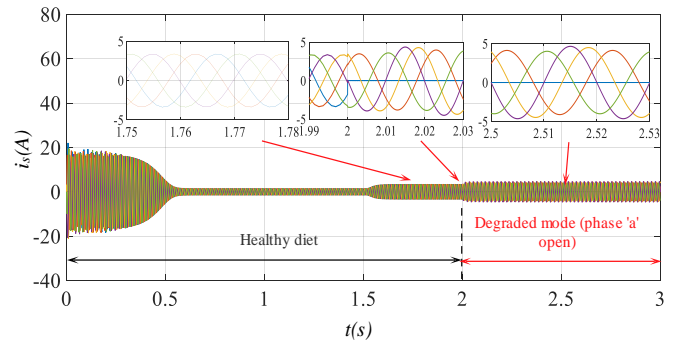 80
60
40
20
0
-20
-40
i_s(A)
5
0
-5
1.75 1.76 1.77 1.78
5
0
-5
1.99 2 2.01 2.02 2.03
5
0
-5
2.5 2.51 2.52 2.53
Healthy diet
Degraded mode (phase 'a'
open)
0 0.5 1 1.5 2 2.5 3
t(s)